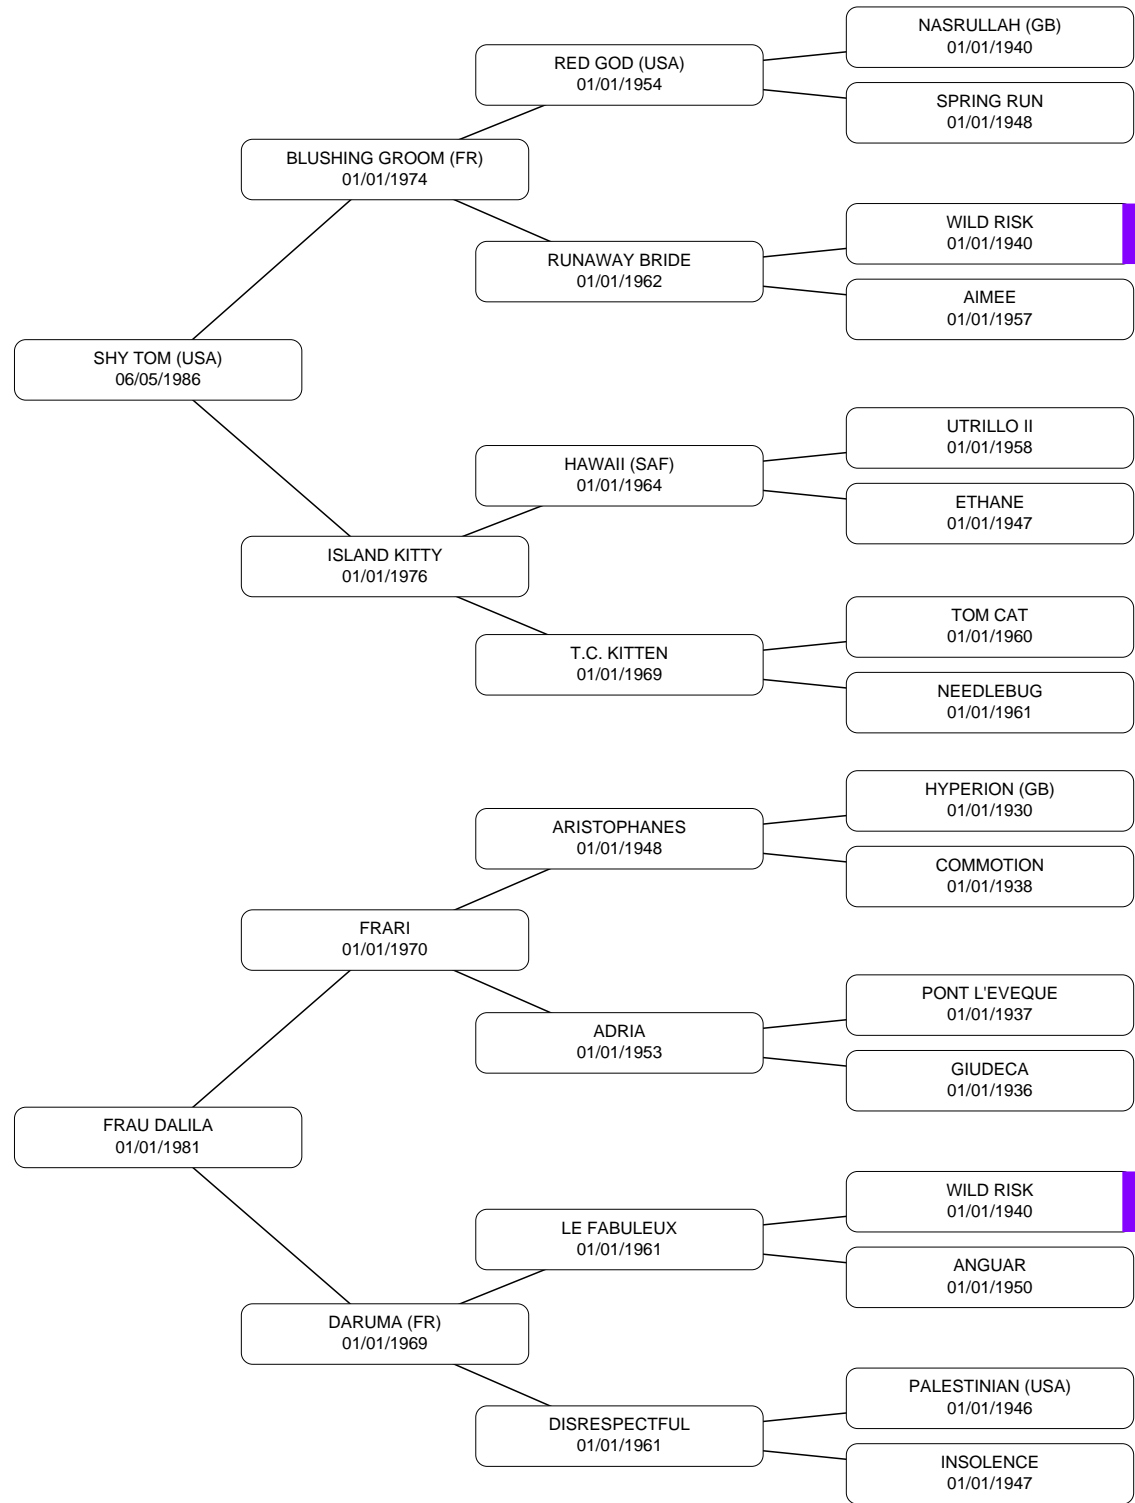 NASRULLAH (GB)
01/01/1940
RED GOD (USA)
01/01/1954
SPRING RUN
01/01/1948
BLUSHING GROOM (FR)
01/01/1974
WILD RISK
01/01/1940
RUNAWAY BRIDE
01/01/1962
AIMEE
01/01/1957
SHY TOM (USA)
06/05/1986
UTRILLO II
01/01/1958
HAWAII (SAF)
01/01/1964
ETHANE
01/01/1947
ISLAND KITTY
01/01/1976
TOM CAT
01/01/1960
T.C. KITTEN
01/01/1969
NEEDLEBUG
01/01/1961
HYPERION (GB)
01/01/1930
ARISTOPHANES
01/01/1948
COMMOTION
01/01/1938
FRARI
01/01/1970
PONT L'EVEQUE
01/01/1937
ADRIA
01/01/1953
GIUDECA
01/01/1936
FRAU DALILA
01/01/1981
WILD RISK
01/01/1940
LE FABULEUX
01/01/1961
ANGUAR
01/01/1950
DARUMA (FR)
01/01/1969
PALESTINIAN (USA)
01/01/1946
DISRESPECTFUL
01/01/1961
INSOLENCE
01/01/1947